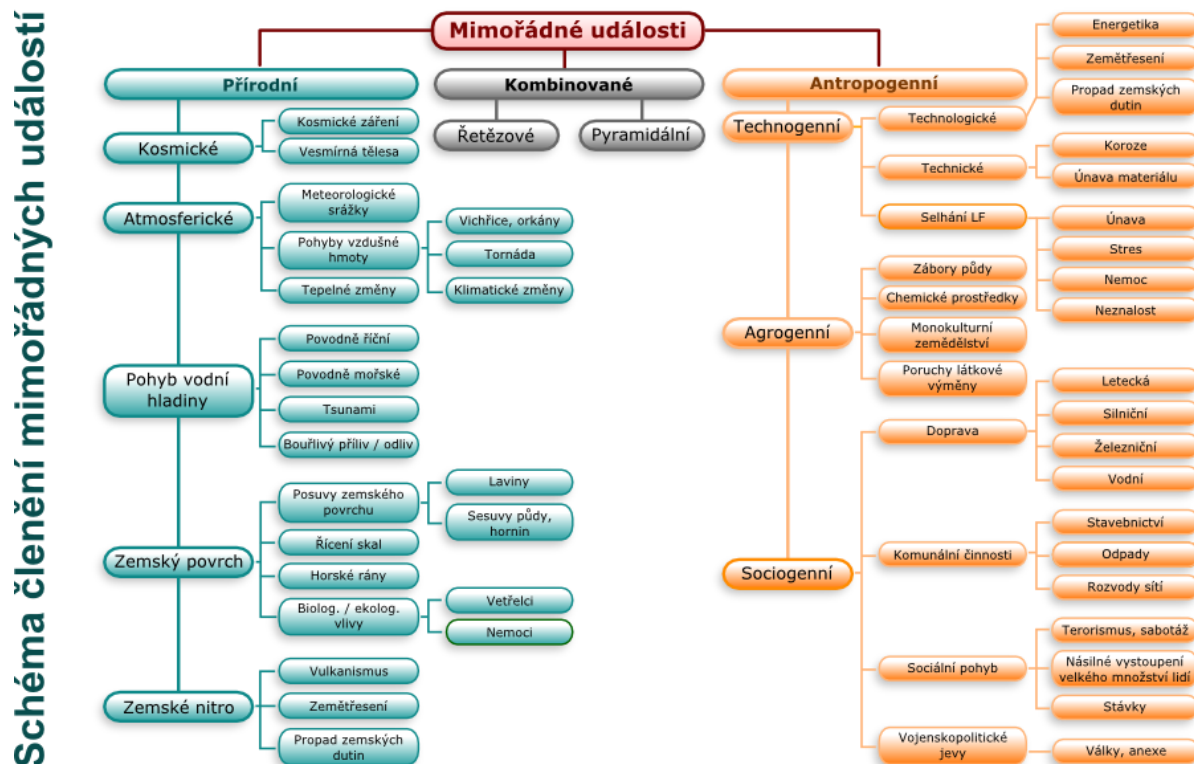 Schéma členění mimořádných událostí
Mimořádné události
Přírodní
Kosmické
Kosmické záření
Vesmírná tělesa
Atmosferické
Meteorologické
srážky
Pohyby vzdušné
hmoty
Vichřice, orkány
Tornáda
Klimatické změny
Tepelné změny
Pohyb vodní
hladiny
Povodně říční
Povodně mořské
Tsunami
Bouřlivý příliv / odliv
Zemský povrch
Posuvy zemského
povrchu
Laviny
Sesuvy půdy,
hornin
Řícení skal
Horské rány
Biolog. / ekolog.
vlivy
Vetřelci
Nemoci
Zemské nitro
Vulkanismus
Zemětřesení
Propad zemských
dutin
Kombinované
Řetězové
Pyramidální
Antropogenní
Technogenní
Technologické
Energetika
Zemětřesení
Propad zemských
dutin
Technické
Koroze
Únava materiálu
Selhání LF
Únava
Stres
Nemoc
Neznalost
Agrogenní
Zábory půdy
Chemické prostředky
Monokulturní
zemědělství
Poruchy látkové
výměny
Sociogenní
Doprava
Letecká
Silniční
Železniční
Vodní
Komunální činnosti
Stavebnictví
Odpady
Rozvody sítí
Sociální pohyb
Terorismus, sabotáž
Násilné vystoupení
velkého množství lidí
Stávky
Vojenskopolitické
jevy
Války, anexe